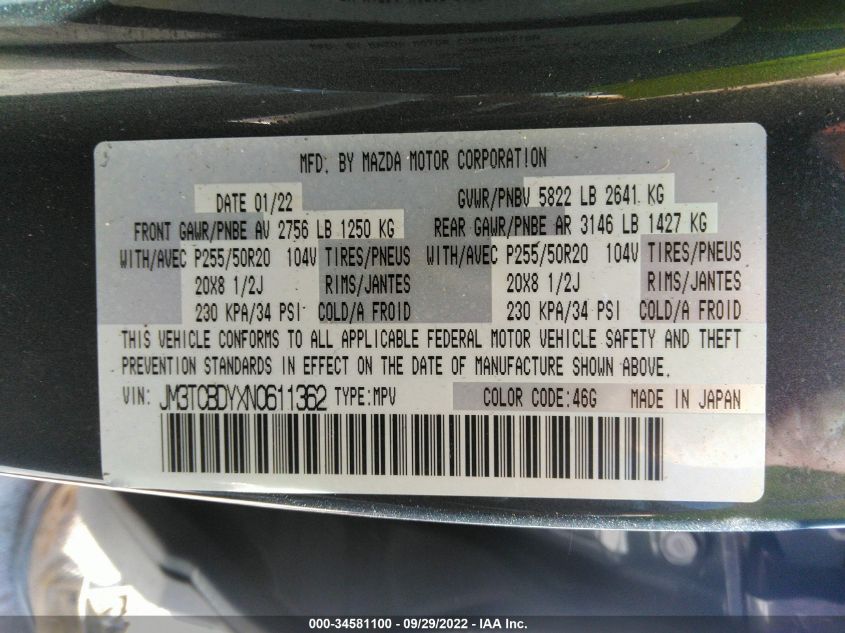 MFD. BY MAZDA MOTOR CORPORATION
DATE 01/22 GVWR/PNBV 5822 LB 2641 KG
FRONT GAWR/PNBE AV 2756 LB 1250 KG REAR GAWR/PNBE AR 3146 LB 1427 KG
WITH/AVEC P255/50R20 104V TIRES/PNEUS WITH/AVEC P255/50R20 104V TIRES/PNEUS
20X8 1/2J RIMS/JANTES 20X8 1/2J RIMS/JANTES
230 KPA/34 PSI COLD/A FROID 230 KPA/34 PSI COLD/A FROID
THIS VEHICLE CONFORMS TO ALL APPLICABLE FEDERAL MOTOR VEHICLE SAFETY AND THEFT
PREVENTION STANDARDS IN EFFECT ON THE DATE OF MANUFACTURE SHOWN ABOVE.
VIN: JM3TCBDYXN0611362 TYPE:MPV COLOR CODE:46G MADE IN JAPAN
000-34581100 - 09/29/2022 - IAA Inc.